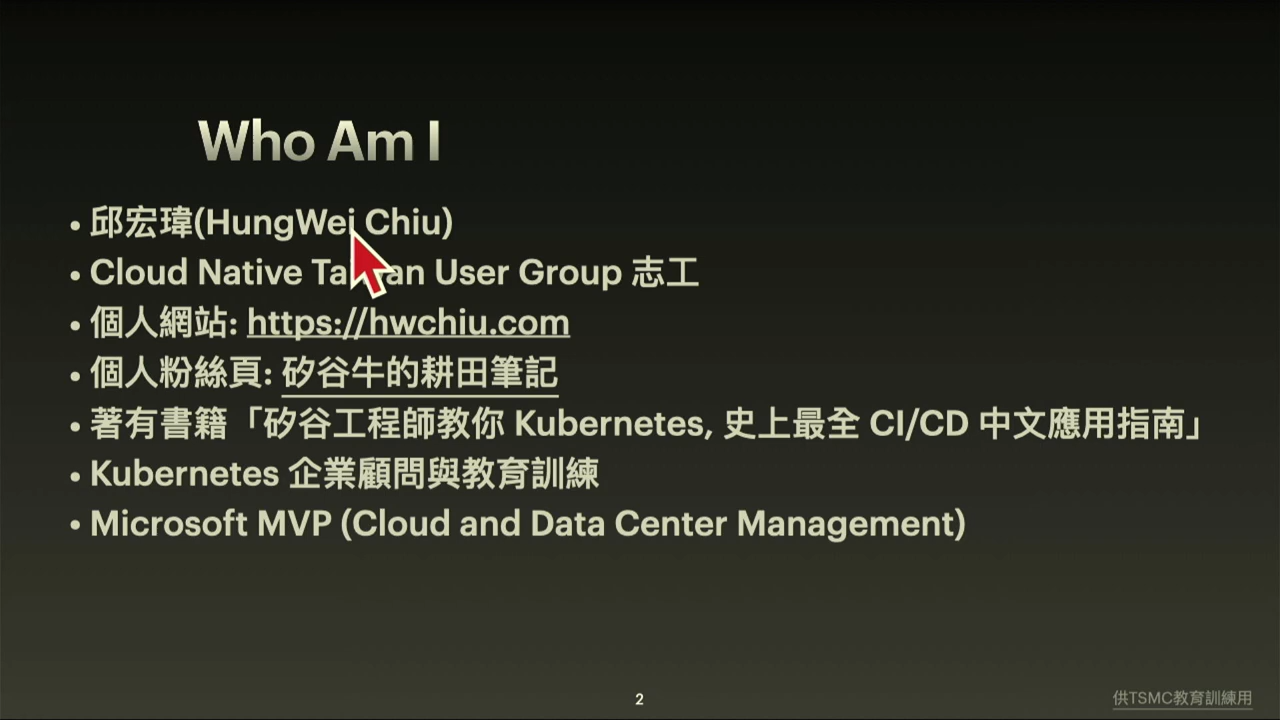 Who Am I
• 邱宏瑋(HungWei Chiu)
• Cloud Native Taiwan User Group 志工
• 個人網站: https://hwchiu.com
• 個人粉絲頁: 矽谷牛的耕田筆記
• 著有書籍「矽谷工程師教你 Kubernetes, 史上最全 CI/CD 中文應用指南」
• Kubernetes 企業顧問與教育訓練
• Microsoft MVP (Cloud and Data Center Management)
2
供TSMC教育訓練用